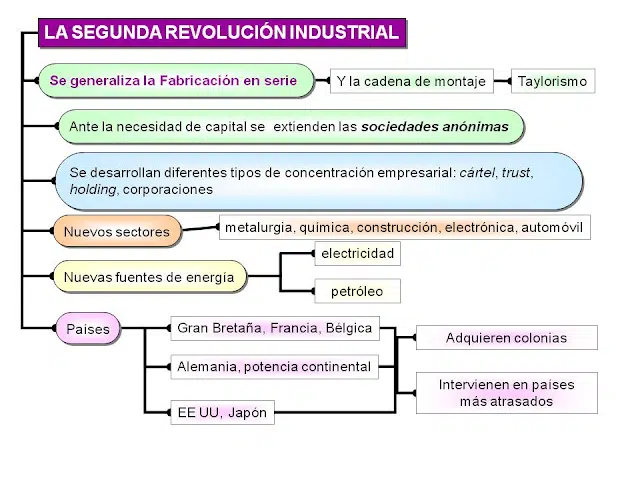 LA SEGUNDA REVOLUCIÓN INDUSTRIAL
Se generaliza la Fabricación en serie
Y la cadena de montaje
Taylorismo
Ante la necesidad de capital se extienden las sociedades anónimas
Se desarrollan diferentes tipos de concentración empresarial: cártel, trust,
holding, corporaciones
Nuevos sectores
metalurgia, química, construcción, electrónica, automóvil
Nuevas fuentes de energía
electricidad
petróleo
Países
Gran Bretaña, Francia, Bélgica
Alemania, potencia continental
EE UU, Japón
Adquieren colonias
Intervienen en países
más atrasados